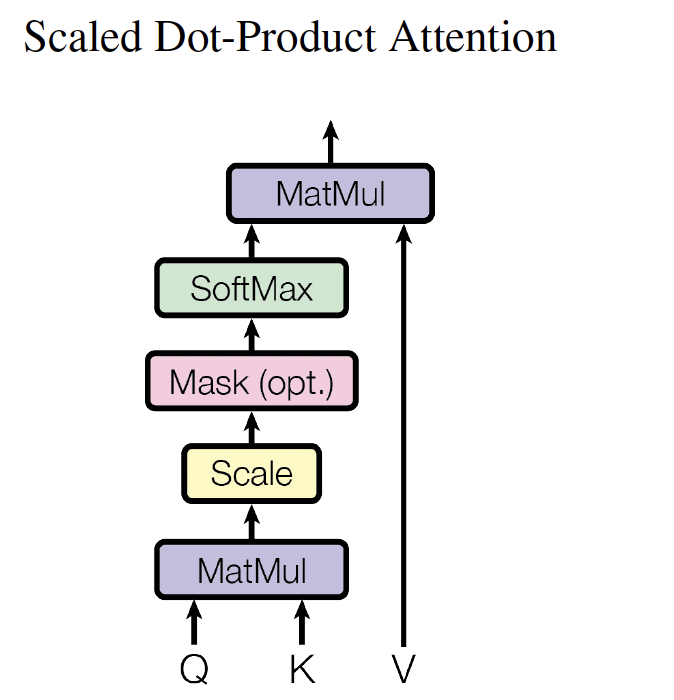 Scaled Dot-Product Attention
MatMul
SoftMax
Mask (opt.)
Scale
MatMul
Q K V